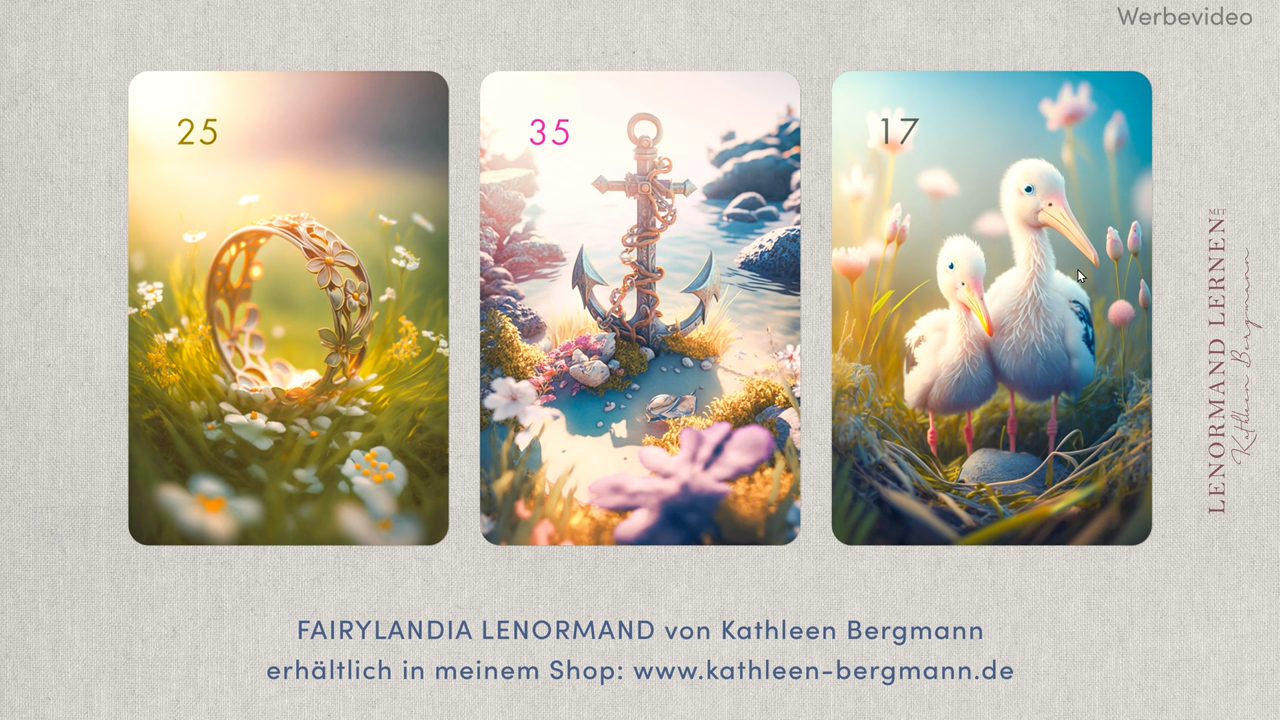 Werbevideo
25
35
17
LENORMAND LERNEN MIT
Kathleen Bergmann
FAIRYLANDIA LENORMAND von Kathleen Bergmann
erhältlich in meinem Shop: www.kathleen-bergmann.de